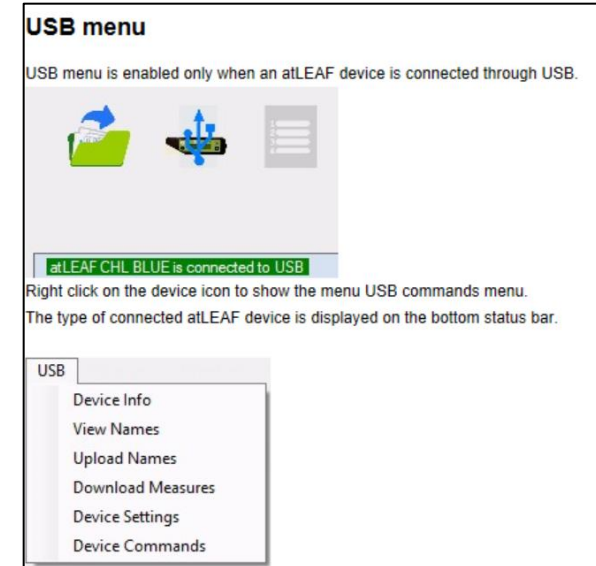 USB menu
USB menu is enabled only when an atLEAF device is connected through USB.
atLEAF CHL BLUE is connected to USB
Right click on the device icon to show the menu USB commands menu.
The type of connected atLEAF device is displayed on the bottom status bar.
USB
Device Info
View Names
Upload Names
Download Measures
Device Settings
Device Commands